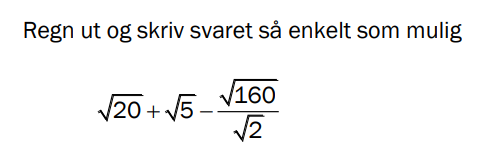 Regn ut og skriv svaret så enkelt som mulig
√20 + √5 − √160 / √2